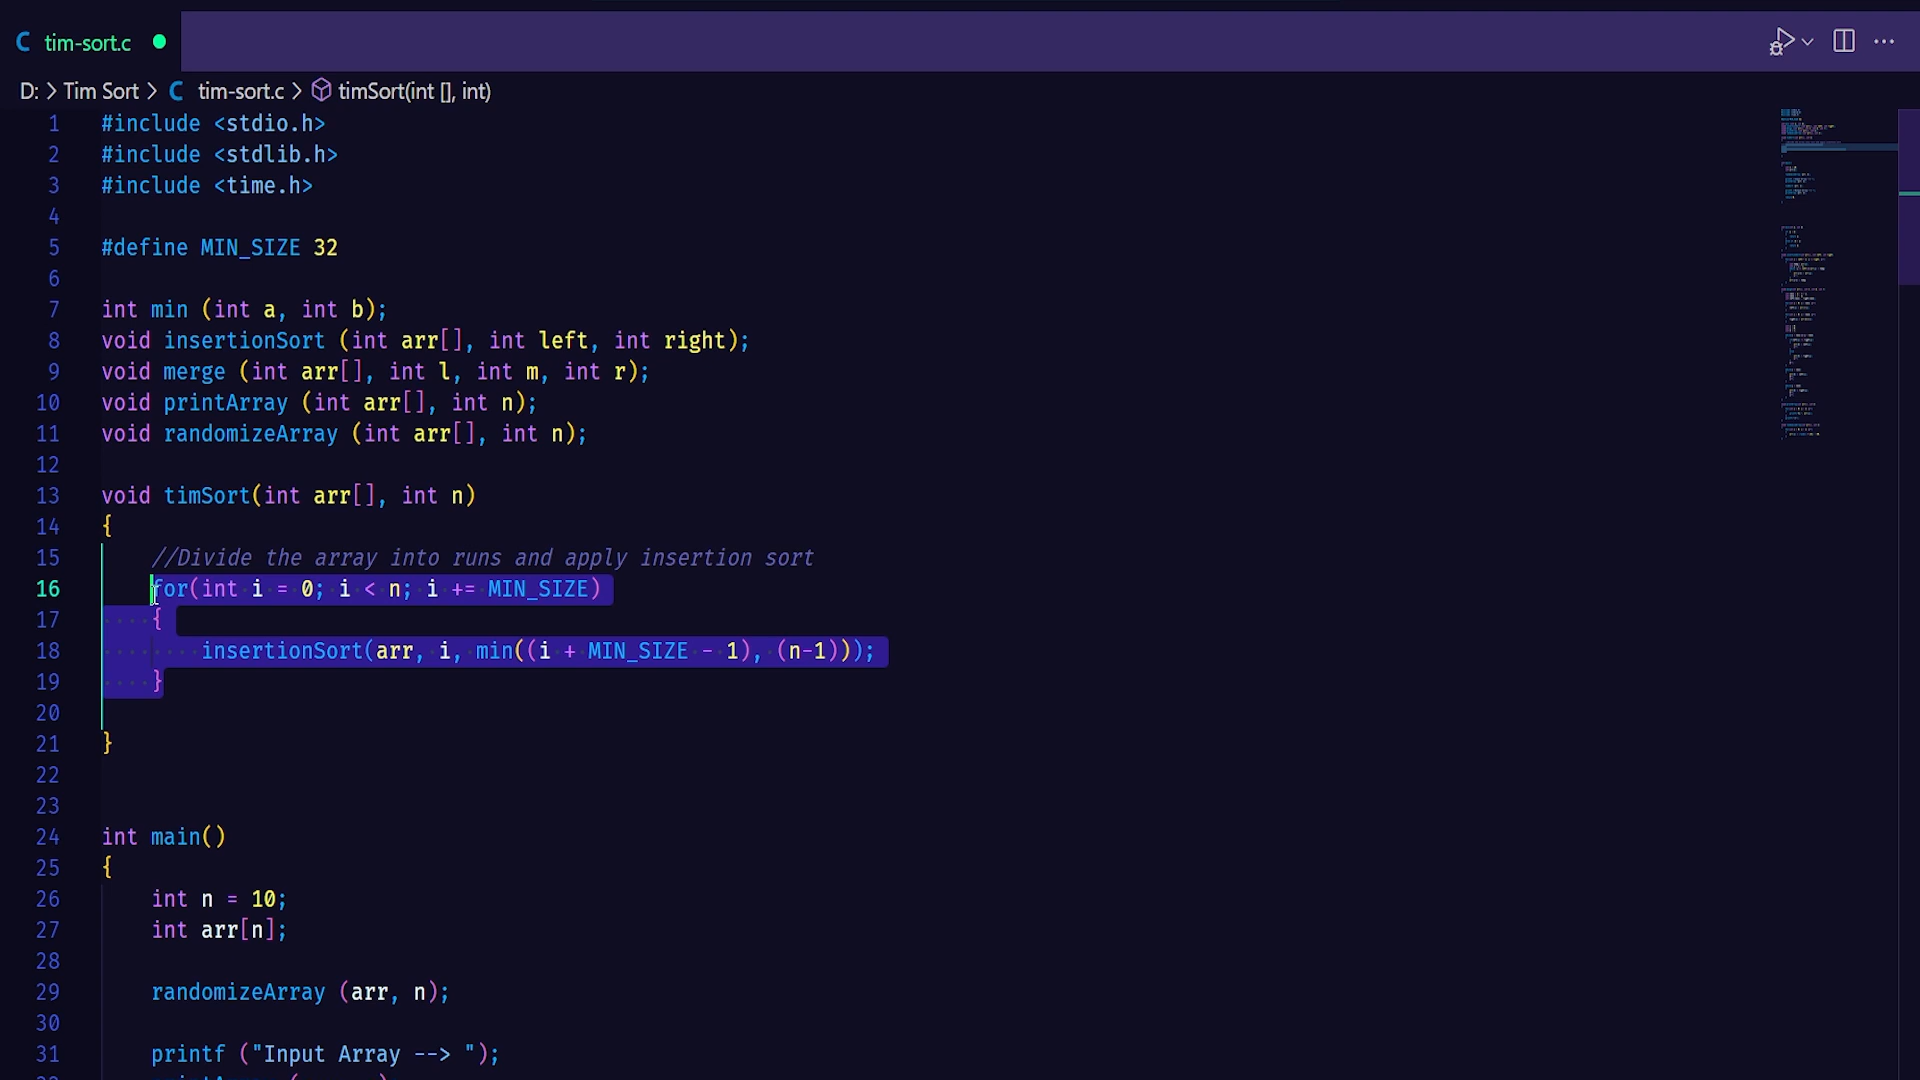 C tim-sort.c
D: > Tim Sort > C tim-sort.c > timSort(int [], int)
1 #include <stdio.h>
2 #include <stdlib.h>
3 #include <time.h>
4
5 #define MIN_SIZE 32
6
7 int min (int a, int b);
8 void insertionSort (int arr[], int left, int right);
9 void merge (int arr[], int l, int m, int r);
10 void printArray (int arr[], int n);
11 void randomizeArray (int arr[], int n);
12
13 void timSort(int arr[], int n)
14 {
15 //Divide the array into runs and apply insertion sort
16 for(int i = 0; i < n; i += MIN_SIZE)
17 {
18 insertionSort(arr, i, min((i + MIN_SIZE - 1), (n-1)));
19 }
20
21 }
22
23
24 int main()
25 {
26 int n = 10;
27 int arr[n];
28
29 randomizeArray (arr, n);
30
31 printf ("Input Array --> ");